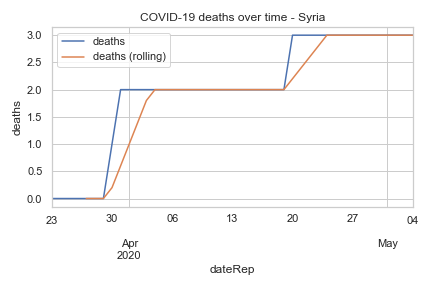 COVID-19 deaths over time - Syria
deaths
deaths (rolling)
deaths
3.0
2.5
2.0
1.5
1.0
0.5
0.0
23 30 06 13 20 27 04
Apr May
2020
dateRep